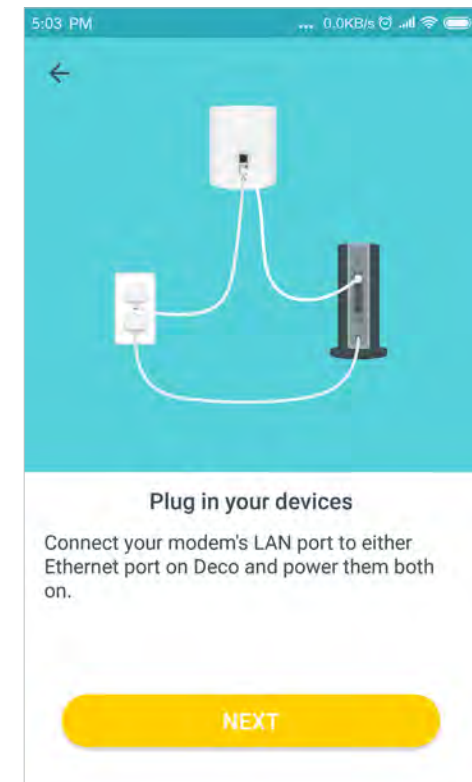 5:03 PM ... 0.0KB/s
Plug in your devices
Connect your modem's LAN port to either
Ethernet port on Deco and power them both
on.
NEXT